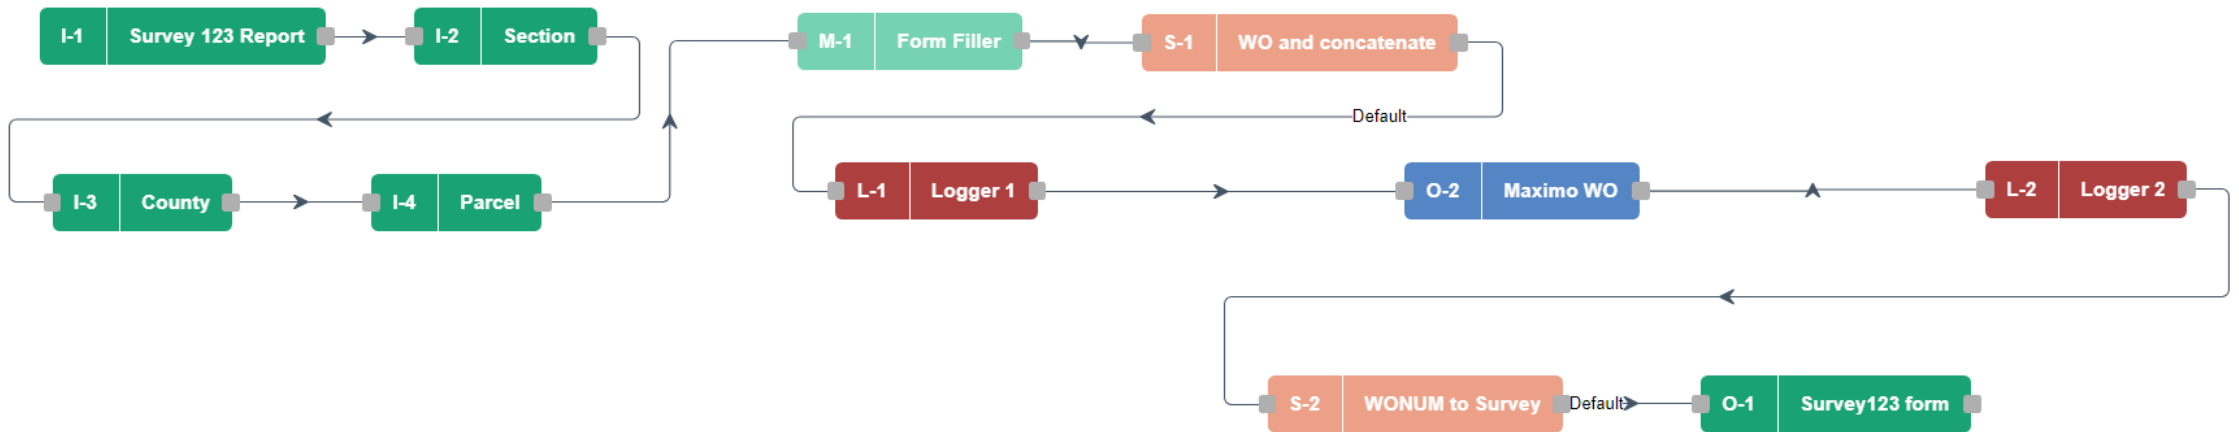 I-1 Survey 123 Report
I-2 Section
M-1 Form Filler
S-1 WO and concatenate
Default
I-3 County
I-4 Parcel
L-1 Logger 1
O-2 Maximo WO
L-2 Logger 2
S-2 WONUM to Survey
Default
O-1 Survey123 form